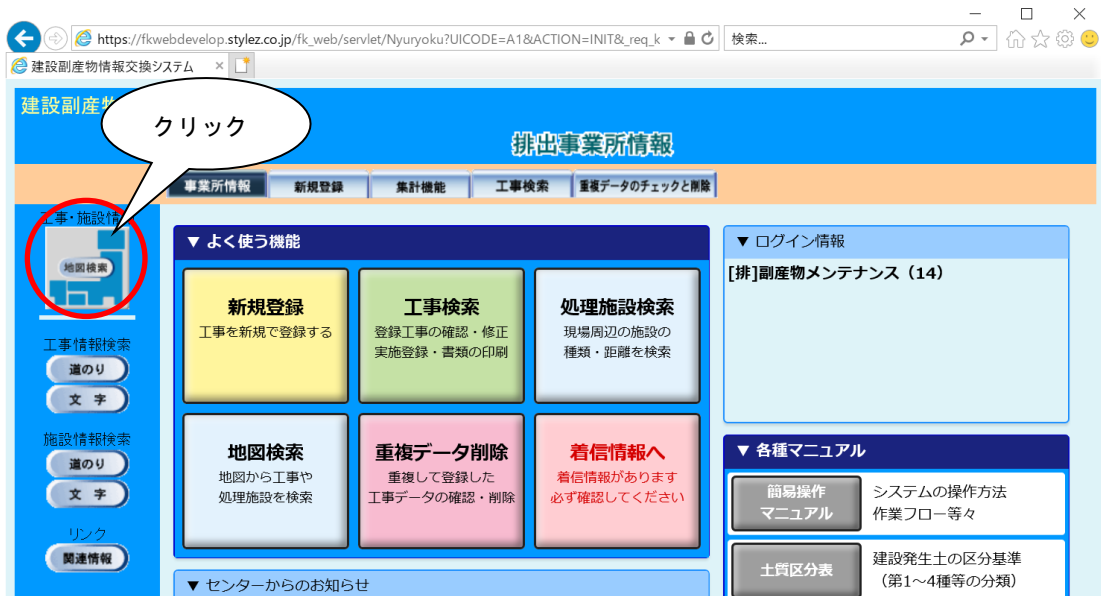 https://fkwebdevelop.stylez.co.jp/fk_web/servlet/Nyuryoku?UICODE=A1&ACTION=INIT&_req_k
検索...
建設副産物情報交換システム
建設副産
クリック
排出事業所情報
事業所情報 新規登録 集計機能 工事検索 重複データのチェックと削除
工事・施設情
地図検索
工事情報検索
道のり
文 字
施設情報検索
道のり
文 字
リンク
関連情報
▼ よく使う機能
新規登録
工事を新規で登録する
工事検索
登録工事の確認・修正
実施登録・書類の印刷
処理施設検索
現場周辺の施設の
種類・距離を検索
地図検索
地図から工事や
処理施設を検索
重複データ削除
重複して登録した
工事データの確認・削除
着信情報へ
着信情報があります
必ず確認してください
▼ センターからのお知らせ
▼ ログイン情報
[排]副産物メンテナンス（14）
▼ 各種マニュアル
簡易操作
マニュアル
システムの操作方法
作業フロー等々
土質区分表
建設発生土の区分基準
（第1～4種等の分類）